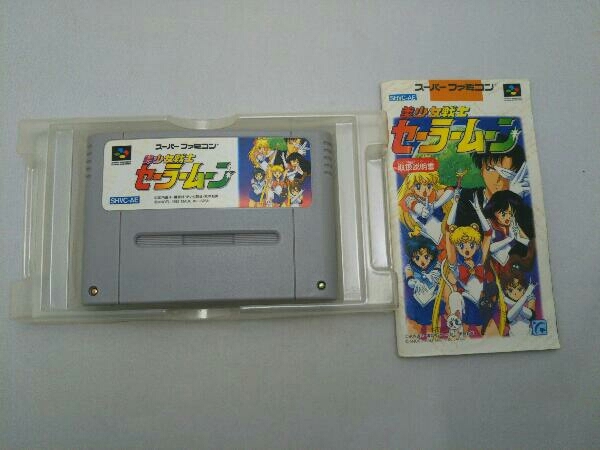 スーパーファミコン
美少女戦士
セーラームーン
SHVC-AE
スーパーファミコン
SHVC-AE
美少女戦士
セーラームーン
取扱説明書